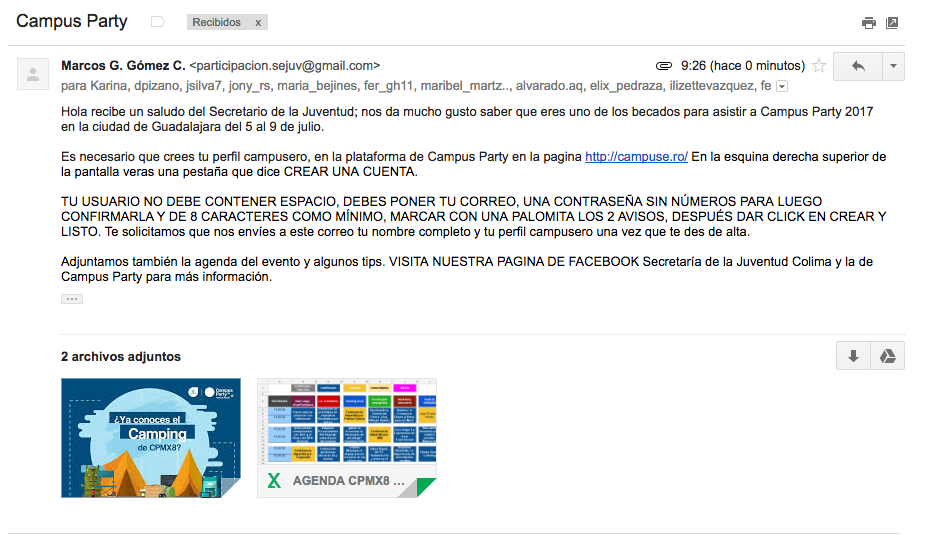 Campus Party
Recibidos x
Marcos G. Gómez C. <participacion.sejuv@gmail.com>
9:26 (hace 0 minutos)
para Karina, dpizano, jsilva7, jony_rs, maria_bejines, fer_gh11, maribel_martz.., alvarado.aq, elix_pedraza, ilizettevazquez, fe
Hola recibe un saludo del Secretario de la Juventud; nos da mucho gusto saber que eres uno de los becados para asistir a Campus Party 2017
en la ciudad de Guadalajara del 5 al 9 de julio.
Es necesario que crees tu perfil campusero, en la plataforma de Campus Party en la pagina http://campuse.ro/ En la esquina derecha superior de
la pantalla veras una pestaña que dice CREAR UNA CUENTA.
TU USUARIO NO DEBE CONTENER ESPACIO, DEBES PONER TU CORREO, UNA CONTRASEÑA SIN NÚMEROS PARA LUEGO
CONFIRMARLA Y DE 8 CARACTERES COMO MÍNIMO, MARCAR CON UNA PALOMITA LOS 2 AVISOS, DESPUÉS DAR CLICK EN CREAR Y
LISTO. Te solicitamos que nos envíes a este correo tu nombre completo y tu perfil campusero una vez que te des de alta.
Adjuntamos también la agenda del evento y algunos tips. VISITA NUESTRA PAGINA DE FACEBOOK Secretaría de la Juventud Colima y la de
Campus Party para más información.
2 archivos adjuntos
Campus
Party
¿Ya conoces el
Camping
de CPMX8?
AGENDA CPMX8 ...